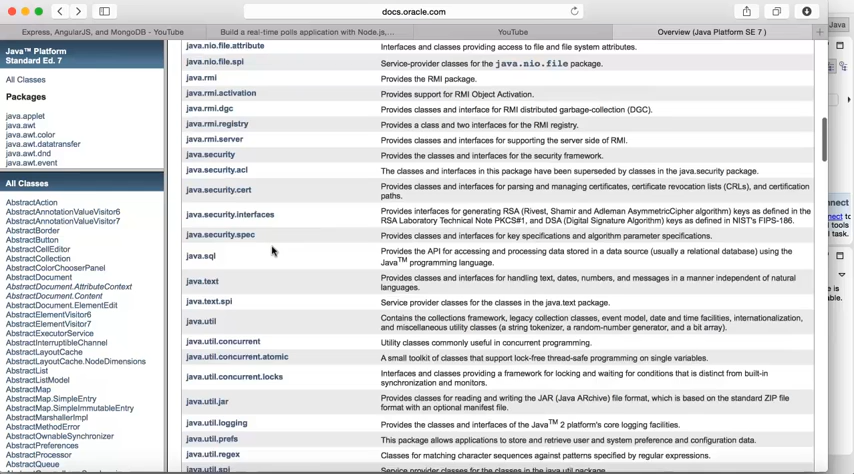 docs.oracle.com
Express, AngularJS, and MongoDB - YouTube
Build a real-time polls application with Node.js,...
YouTube
Overview (Java Platform SE 7 )
Java
Java™ Platform
Standard Ed. 7
All Classes
Packages
java.applet
java.awt
java.awt.color
java.awt.datatransfer
java.awt.dnd
java.awt.event
All Classes
AbstractAction
AbstractAnnotationValueVisitor6
AbstractAnnotationValueVisitor7
AbstractBorder
AbstractButton
AbstractCellEditor
AbstractCollection
AbstractColorChooserPanel
AbstractDocument
AbstractDocument.AttributeContext
AbstractDocument.Content
AbstractDocument.ElementEdit
AbstractElementVisitor6
AbstractElementVisitor7
AbstractExecutorService
AbstractInterruptibleChannel
AbstractLayoutCache
AbstractLayoutCache.NodeDimensions
AbstractList
AbstractListModel
AbstractMap
AbstractMap.SimpleEntry
AbstractMap.SimpleImmutableEntry
AbstractMarshallerImpl
AbstractMethodError
AbstractOwnableSynchronizer
AbstractPreferences
AbstractProcessor
AbstractQueue
java.nio.file.attribute
Interfaces and classes providing access to file and file system attributes.
java.nio.file.spi
Service-provider classes for the java.nio.file package.
java.rmi
Provides the RMI package.
java.rmi.activation
Provides support for RMI Object Activation.
java.rmi.dgc
Provides classes and interface for RMI distributed garbage-collection (DGC).
java.rmi.registry
Provides a class and two interfaces for the RMI registry.
java.rmi.server
Provides classes and interfaces for supporting the server side of RMI.
java.security
Provides the classes and interfaces for the security framework.
java.security.acl
The classes and interfaces in this package have been superseded by classes in the java.security package.
java.security.cert
Provides classes and interfaces for parsing and managing certificates, certificate revocation lists (CRLs), and certification
paths.
java.security.interfaces
Provides interfaces for generating RSA (Rivest, Shamir and Adleman AsymmetricCipher algorithm) keys as defined in the
RSA Laboratory Technical Note PKCS#1, and DSA (Digital Signature Algorithm) keys as defined in NIST's FIPS-186.
java.security.spec
Provides classes and interfaces for key specifications and algorithm parameter specifications.
java.sql
Provides the API for accessing and processing data stored in a data source (usually a relational database) using the
Java™ programming language.
java.text
Provides classes and interfaces for handling text, dates, numbers, and messages in a manner independent of natural
languages.
java.text.spi
Service provider classes for the classes in the java.text package.
java.util
Contains the collections framework, legacy collection classes, event model, date and time facilities, internationalization,
and miscellaneous utility classes (a string tokenizer, a random-number generator, and a bit array).
java.util.concurrent
Utility classes commonly useful in concurrent programming.
java.util.concurrent.atomic
A small toolkit of classes that support lock-free thread-safe programming on single variables.
java.util.concurrent.locks
Interfaces and classes providing a framework for locking and waiting for conditions that is distinct from built-in
synchronization and monitors.
java.util.jar
Provides classes for reading and writing the JAR (Java ARchive) file format, which is based on the standard ZIP file
format with an optional manifest file.
java.util.logging
Provides the classes and interfaces of the Java™ 2 platform's core logging facilities.
java.util.prefs
This package allows applications to store and retrieve user and system preference and configuration data.
java.util.regex
Classes for matching character sequences against patterns specified by regular expressions.
java.util.spi
Service provider classes for the classes in the java.util package.
nnect
nect to
tools
task.
is
able.